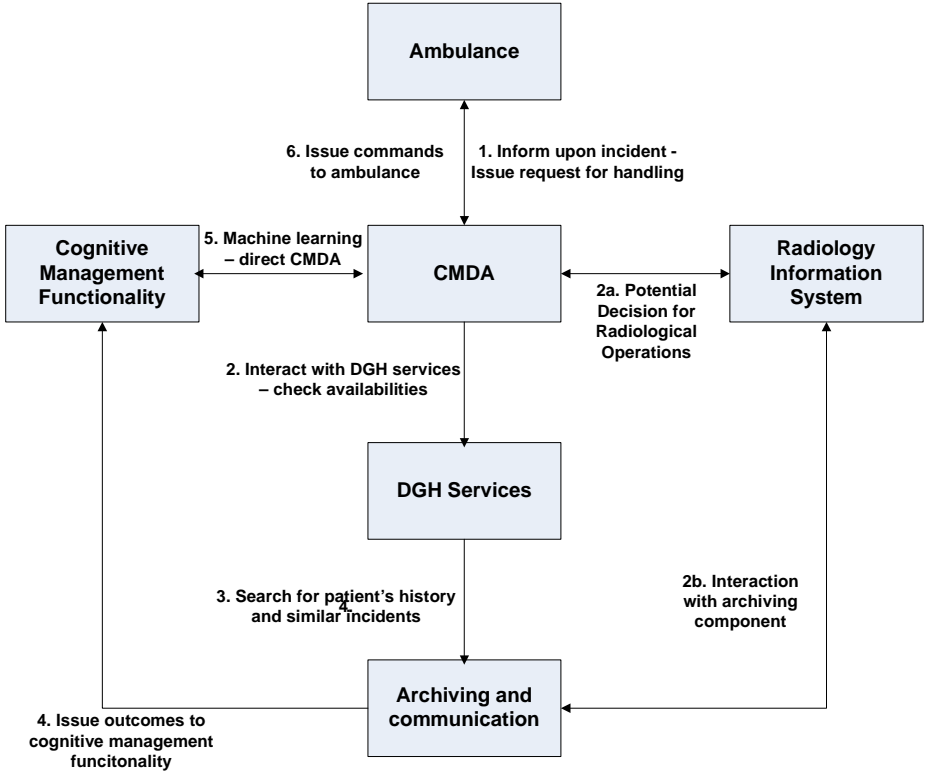 Ambulance
6. Issue commands
to ambulance
1. Inform upon incident -
Issue request for handling
Cognitive
Management
Functionality
5. Machine learning
– direct CMDA
CMDA
Radiology
Information
System
2a. Potential
Decision for
Radiological
Operations
2. Interact with DGH services
– check availabilities
DGH Services
3. Search for patient's history
4.
and similar incidents
2b. Interaction
with archiving
component
Archiving and
communication
4. Issue outcomes to
cognitive management
funcitonality